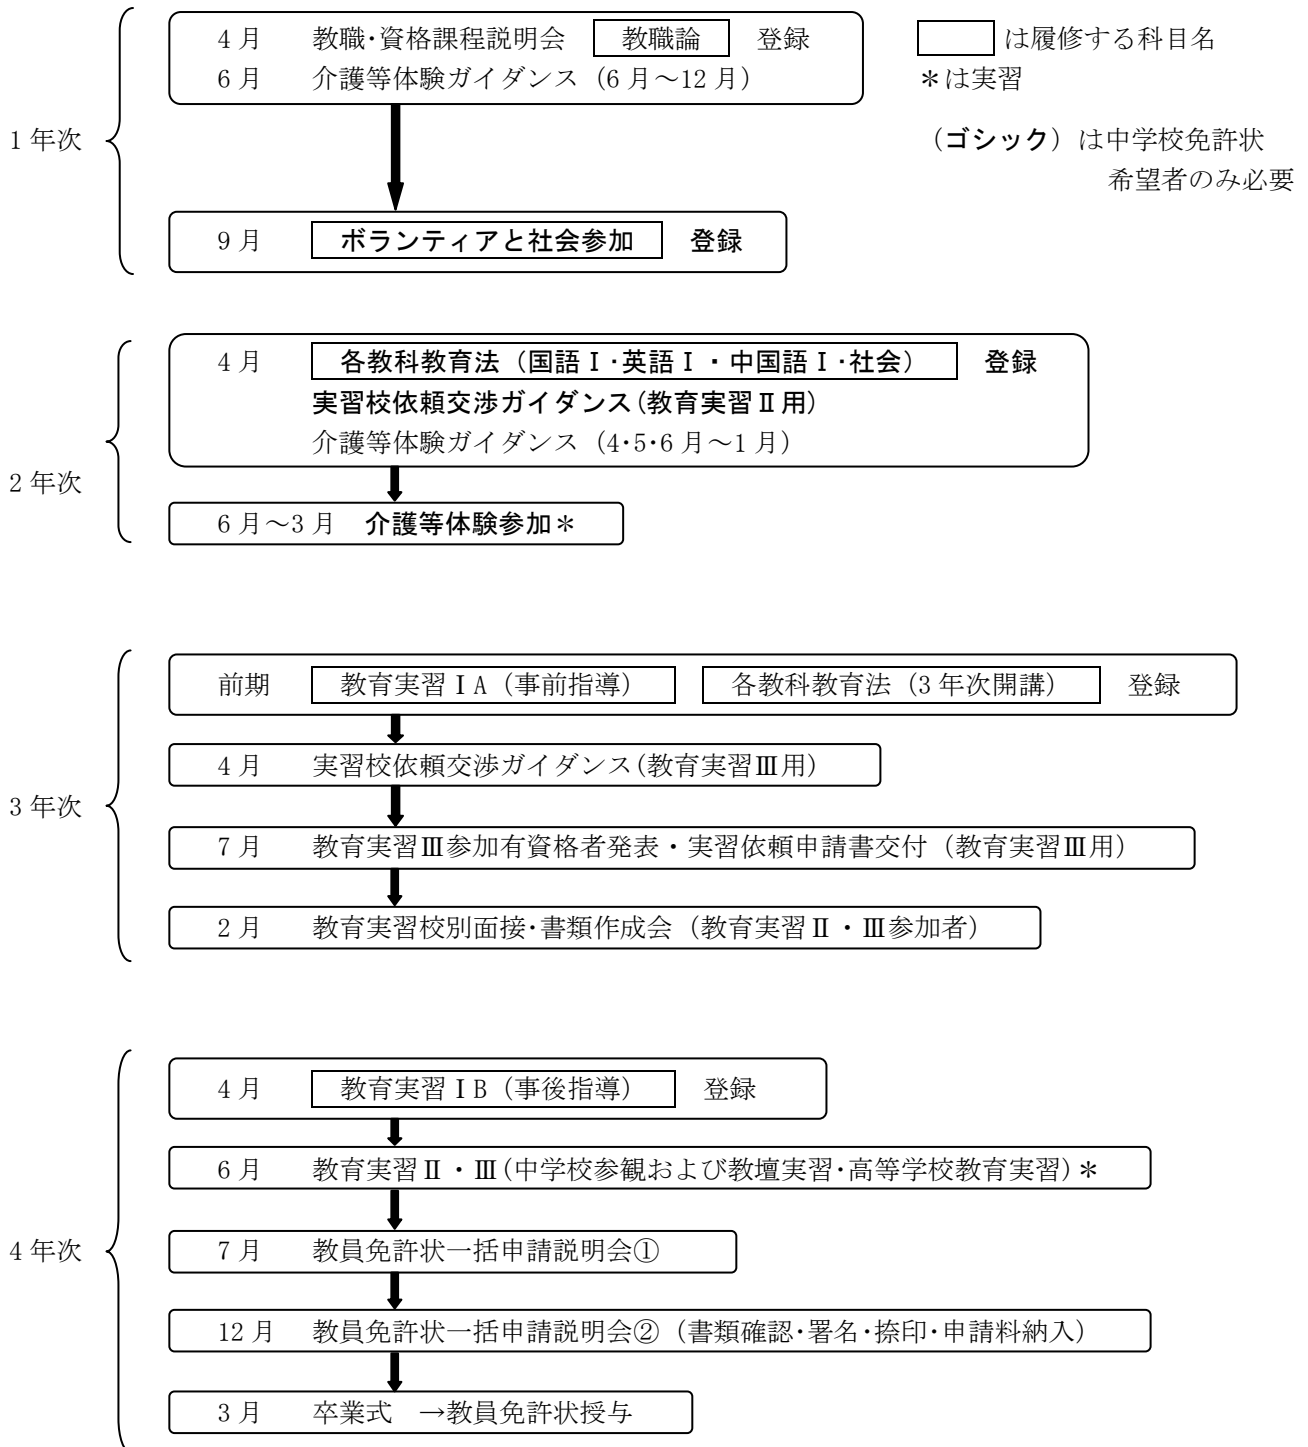 4月 教職・資格課程説明会 教職論 登録
6月 介護等体験ガイダンス（6月～12月）
は履修する科目名
＊は実習
（ゴシック）は中学校免許状
希望者のみ必要
1年次
9月 ボランティアと社会参加 登録
4月 各教科教育法（国語Ⅰ・英語Ⅰ・中国語Ⅰ・社会） 登録
実習校依頼交渉ガイダンス（教育実習Ⅱ用）
介護等体験ガイダンス（4・5・6月～1月）
2年次
6月～3月 介護等体験参加＊
前期 教育実習ⅠA（事前指導） 各教科教育法（3年次開講） 登録
4月 実習校依頼交渉ガイダンス（教育実習Ⅲ用）
3年次
7月 教育実習Ⅲ参加有資格者発表・実習依頼申請書交付（教育実習Ⅲ用）
2月 教育実習校別面接・書類作成会（教育実習Ⅱ・Ⅲ参加者）
4月 教育実習ⅠB（事後指導） 登録
6月 教育実習Ⅱ・Ⅲ（中学校参観および教壇実習・高等学校教育実習）＊
4年次
7月 教員免許状一括申請説明会①
12月 教員免許状一括申請説明会②（書類確認・署名・捺印・申請料納入）
3月 卒業式 →教員免許状授与